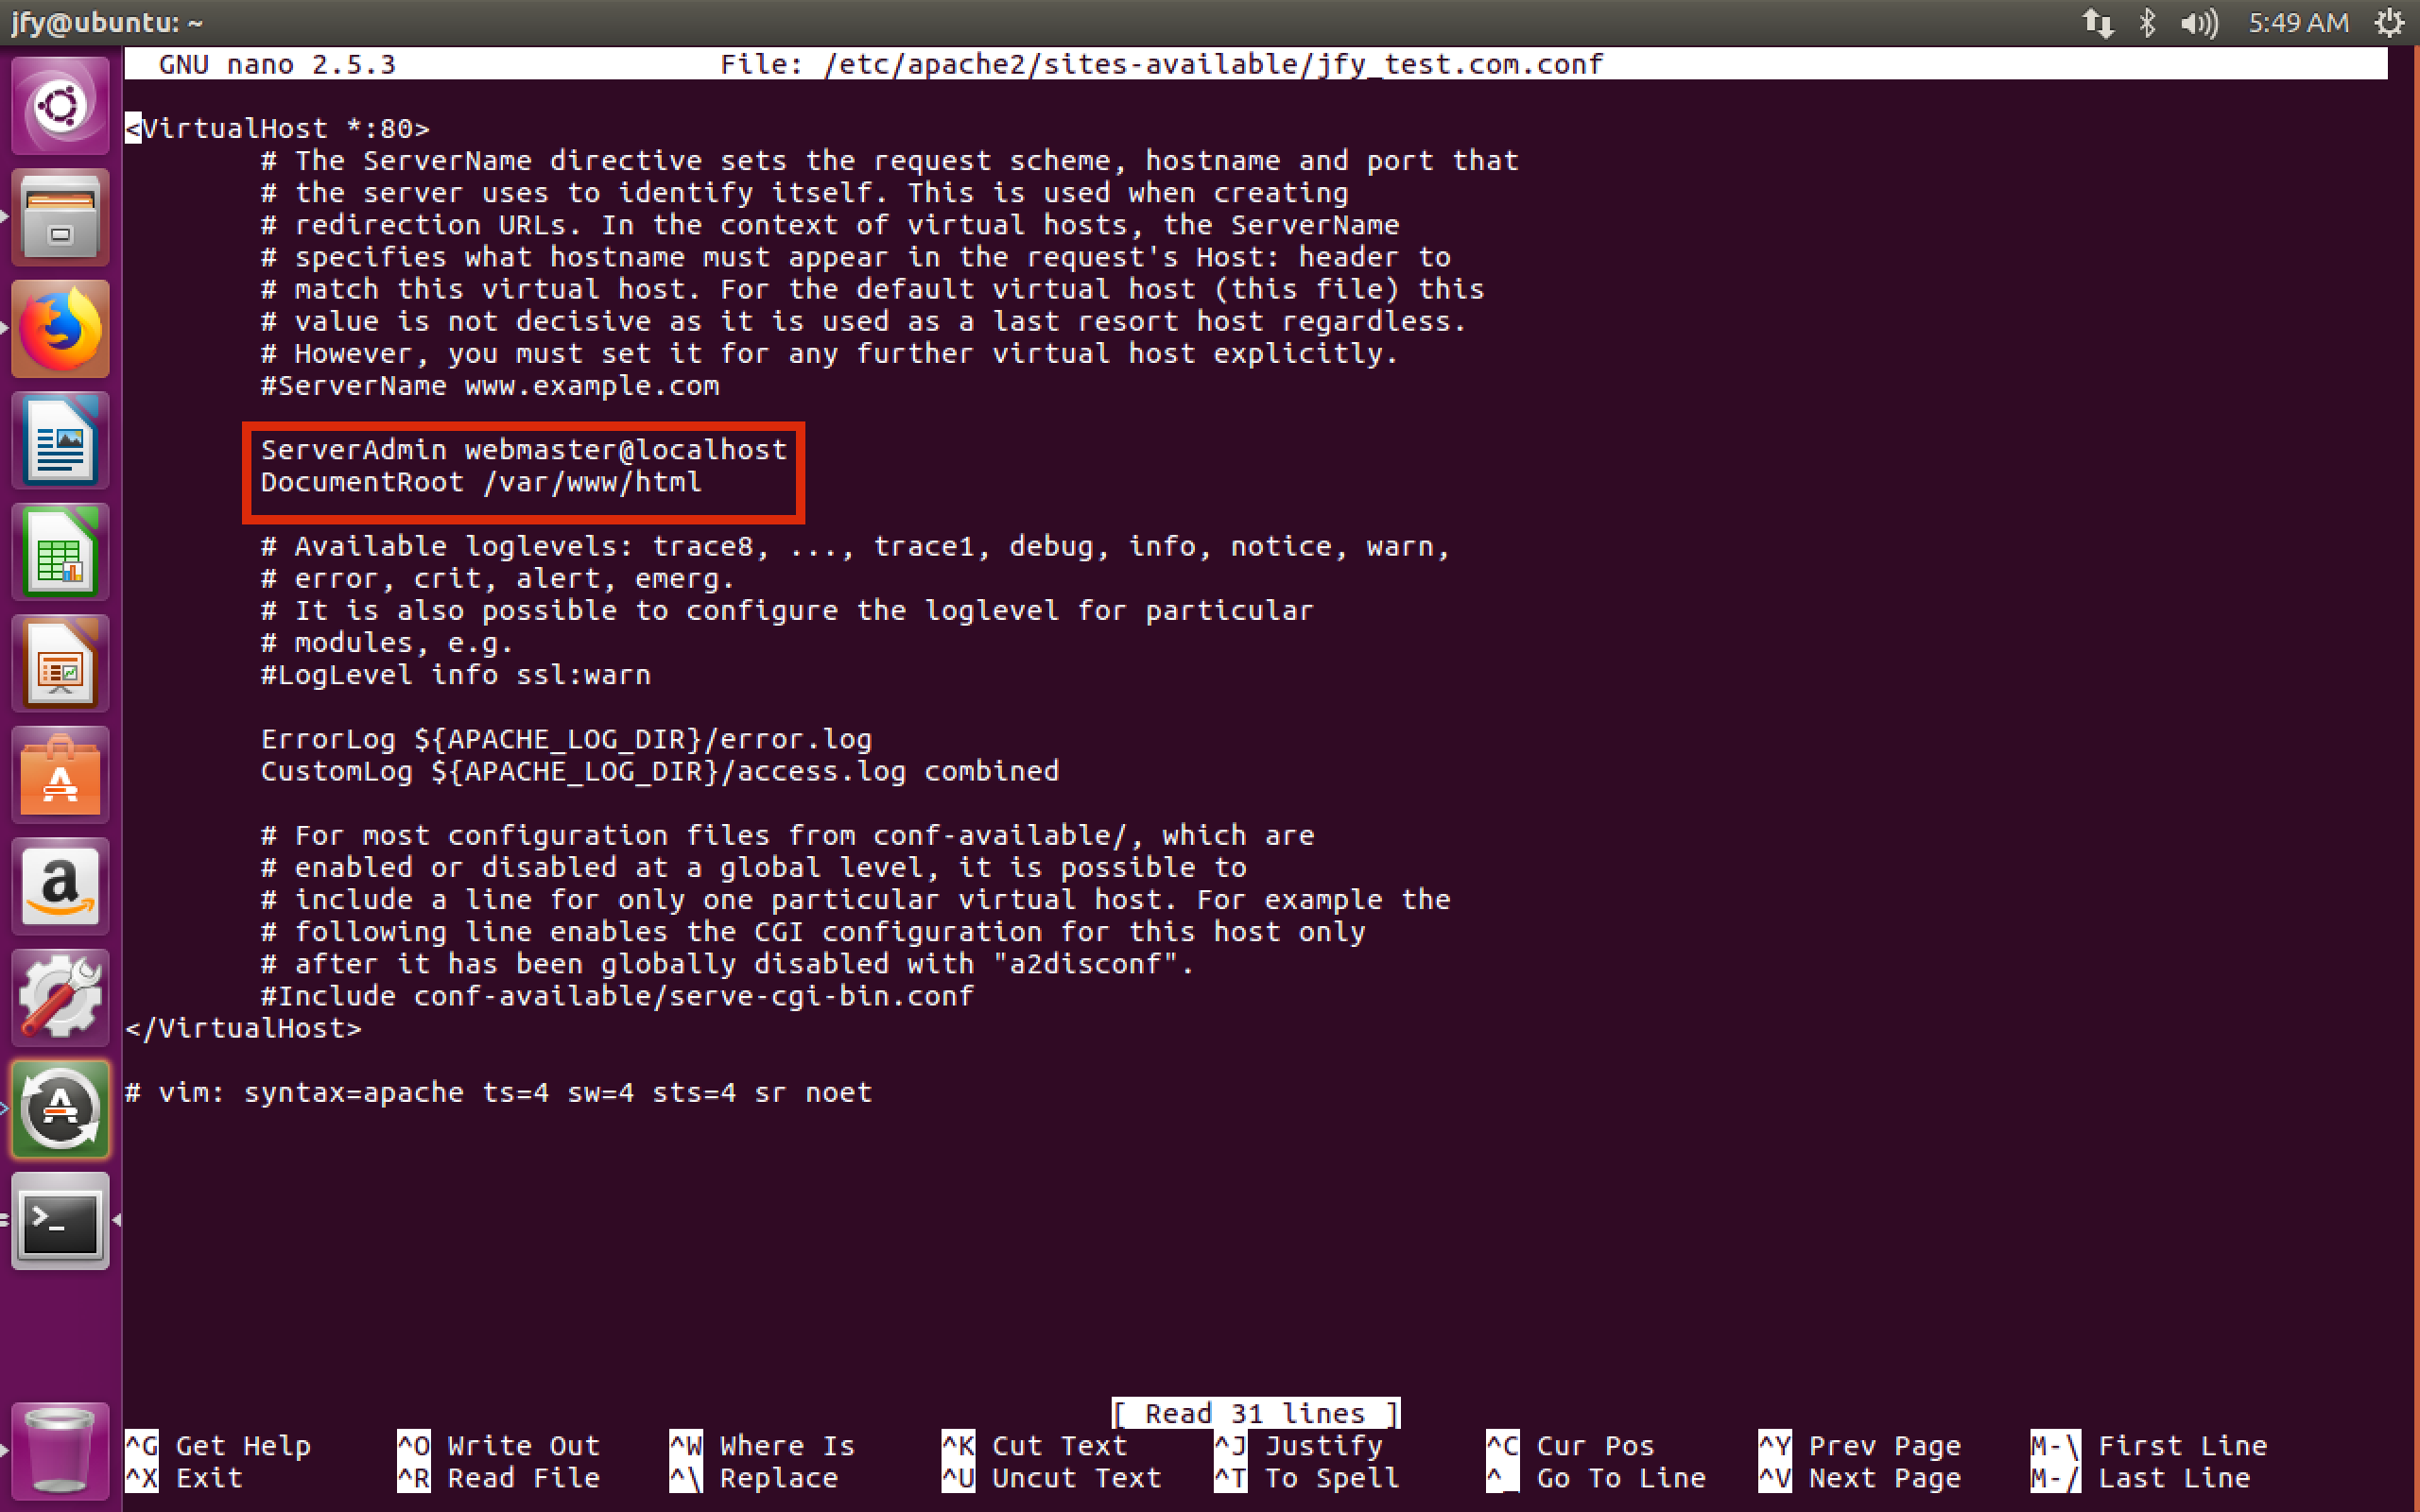 jfy@ubuntu: ~
5:49 AM
GNU nano 2.5.3 File: /etc/apache2/sites-available/jfy_test.com.conf
<VirtualHost *:80>
# The ServerName directive sets the request scheme, hostname and port that
# the server uses to identify itself. This is used when creating
# redirection URLs. In the context of virtual hosts, the ServerName
# specifies what hostname must appear in the request's Host: header to
# match this virtual host. For the default virtual host (this file) this
# value is not decisive as it is used as a last resort host regardless.
# However, you must set it for any further virtual host explicitly.
#ServerName www.example.com
ServerAdmin webmaster@localhost
DocumentRoot /var/www/html
# Available loglevels: trace8, ..., trace1, debug, info, notice, warn,
# error, crit, alert, emerg.
# It is also possible to configure the loglevel for particular
# modules, e.g.
#LogLevel info ssl:warn
ErrorLog ${APACHE_LOG_DIR}/error.log
CustomLog ${APACHE_LOG_DIR}/access.log combined
# For most configuration files from conf-available/, which are
# enabled or disabled at a global level, it is possible to
# include a line for only one particular virtual host. For example the
# following line enables the CGI configuration for this host only
# after it has been globally disabled with "a2disconf".
#Include conf-available/serve-cgi-bin.conf
</VirtualHost>
# vim: syntax=apache ts=4 sw=4 sts=4 sr noet
[ Read 31 lines ]
^G Get Help ^O Write Out ^W Where Is ^K Cut Text ^J Justify ^C Cur Pos ^Y Prev Page M-\ First Line
^X Exit ^R Read File ^\ Replace ^U Uncut Text ^T To Spell ^_ Go To Line ^V Next Page M-/ Last Line